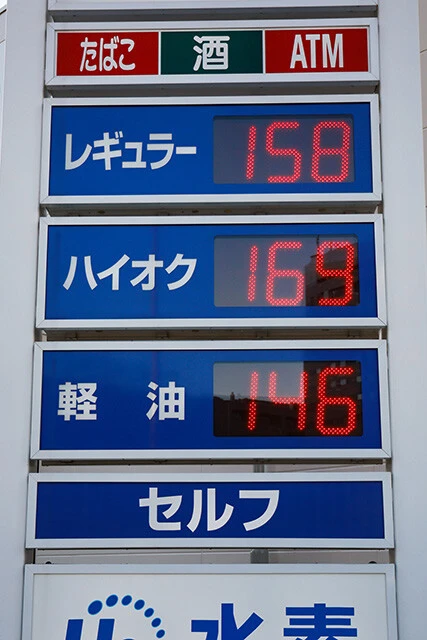 たばこ 酒 ATM
レギュラー 158
ハイオク 169
軽油 146
セルフ
水素